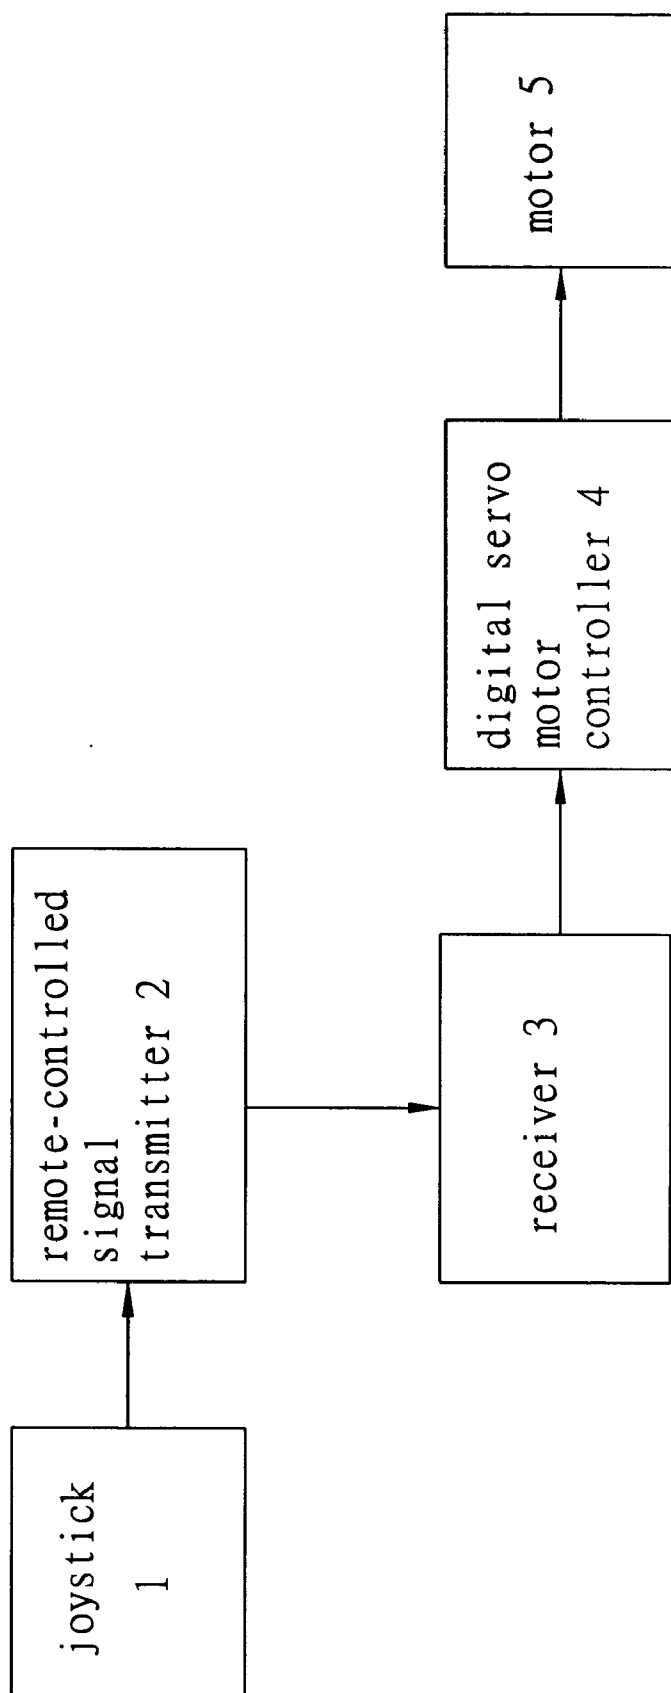 joystick
1
remote-controlled
signal
transmitter 2
receiver 3
digital servo
motor
controller 4
motor 5